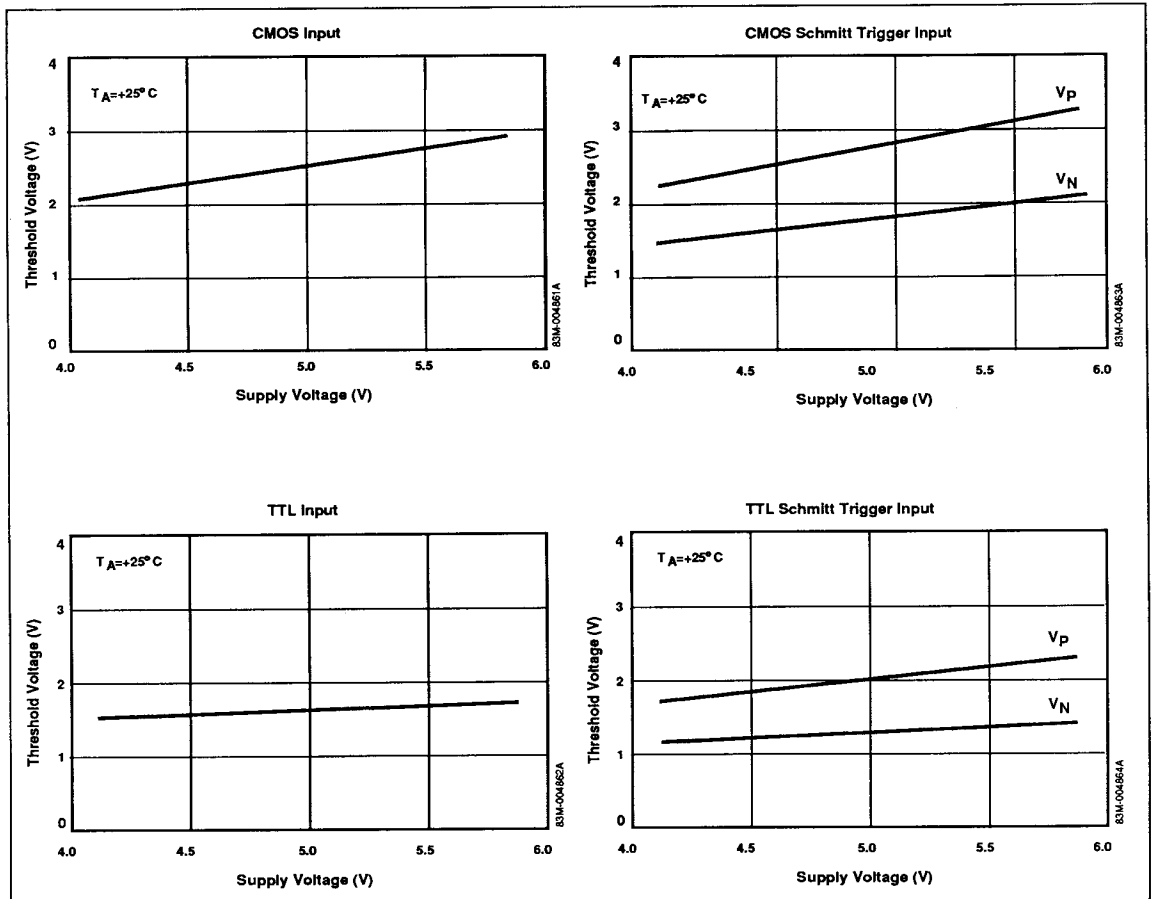 CMOS Input
4
T A=+25° C
3
2
1
0
Threshold Voltage (V)
4.0 4.5 5.0 5.5 6.0
Supply Voltage (V)
83M-004861A
CMOS Schmitt Trigger Input
4
T A=+25° C
VP
3
VN
2
1
0
Threshold Voltage (V)
4.0 4.5 5.0 5.5 6.0
Supply Voltage (V)
83M-004863A
TTL Input
4
T A=+25° C
3
2
1
0
Threshold Voltage (V)
4.0 4.5 5.0 5.5 6.0
Supply Voltage (V)
83M-004862A
TTL Schmitt Trigger Input
4
T A=+25° C
3
VP
2
VN
1
0
Threshold Voltage (V)
4.0 4.5 5.0 5.5 6.0
Supply Voltage (V)
83M-004864A